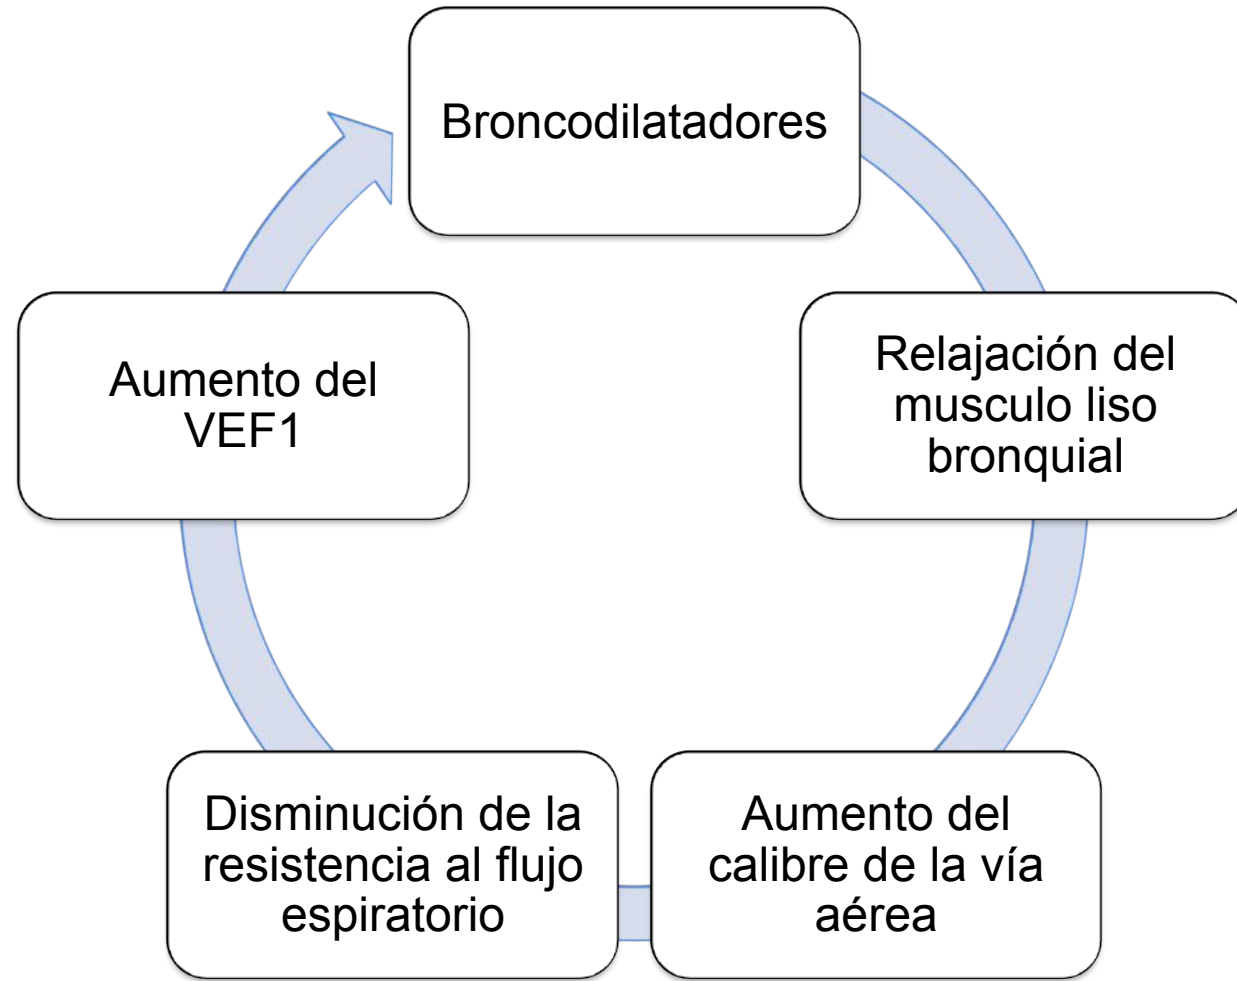 Broncodilatadores
Relajación del
musculo liso
bronquial
Aumento del
calibre de la vía
aérea
Disminución de la
resistencia al flujo
espiratorio
Aumento del
VEF1